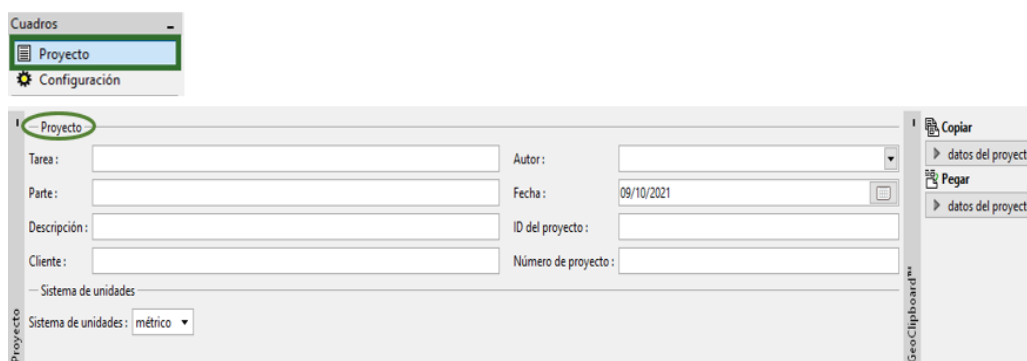 Cuadros
Proyecto
Configuración
Proyecto
Tarea :
Autor :
Parte :
Fecha :
09/10/2021
Descripción :
ID del proyecto :
Cliente :
Número de proyecto :
Sistema de unidades
Sistema de unidades :
métrico
Proyecto
GeoClipboard™
Copiar
datos del proyect
Pegar
datos del proyect